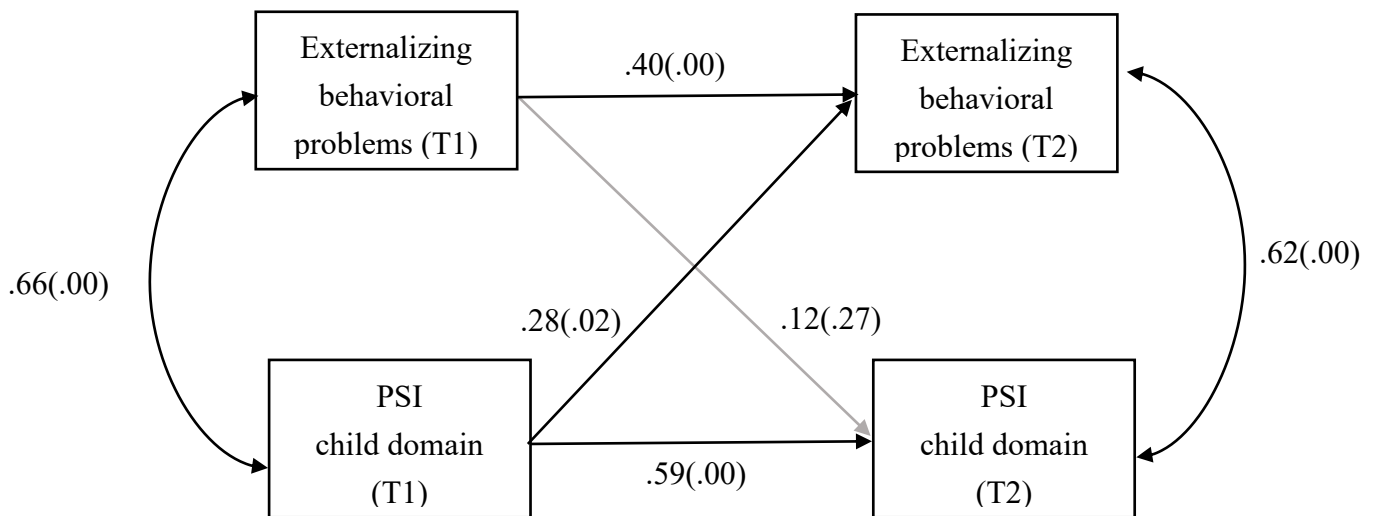 Externalizing
behavioral
problems (T1)
.40(.00)
Externalizing
behavioral
problems (T2)
.66(.00)
.62(.00)
.28(.02)
.12(.27)
PSI
child domain
(T1)
.59(.00)
PSI
child domain
(T2)